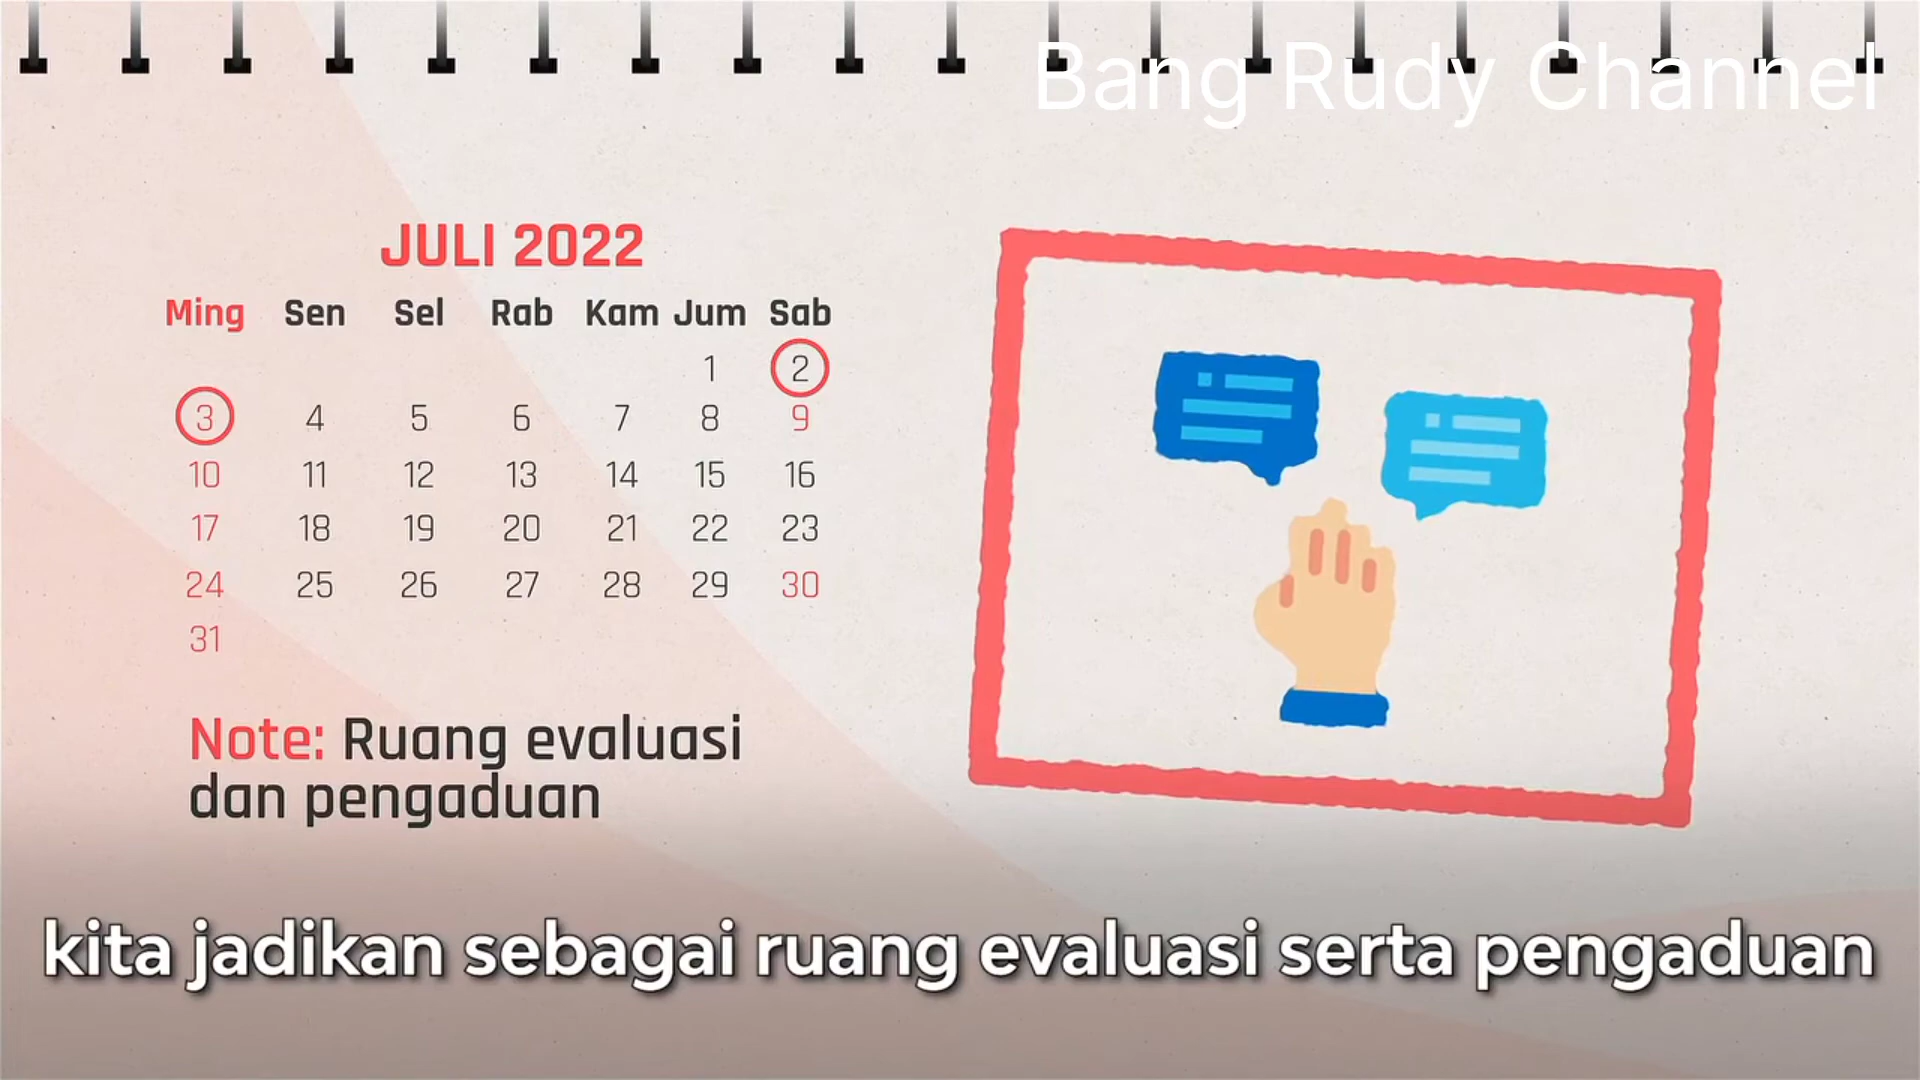 Bang Rudy Channel
JULI 2022
Ming Sen Sel Rab Kam Jum Sab
1 2
3 4 5 6 7 8 9
10 11 12 13 14 15 16
17 18 19 20 21 22 23
24 25 26 27 28 29 30
31
Note: Ruang evaluasi
dan pengaduan
kita jadikan sebagai ruang evaluasi serta pengaduan